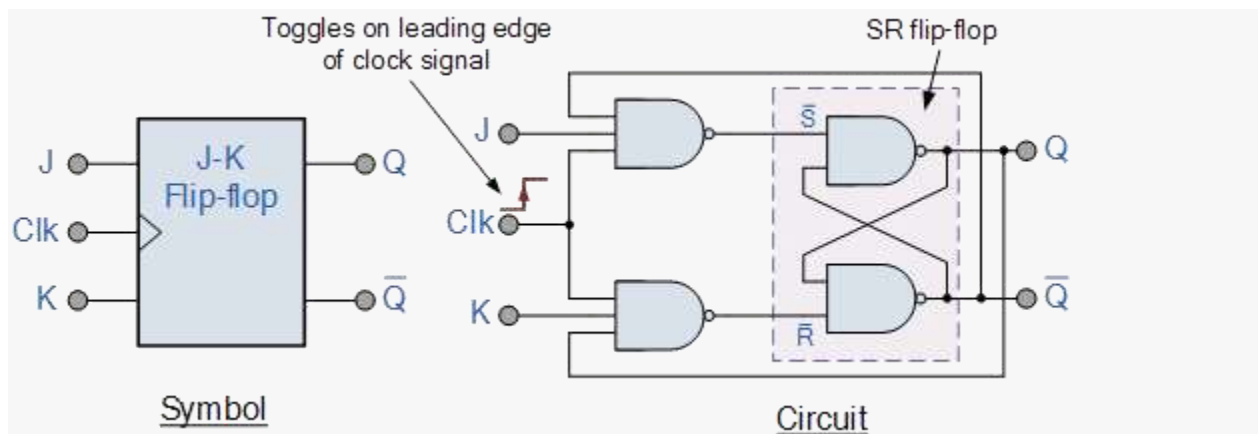 Toggles on leading edge
of clock signal
SR flip-flop
J
Clk
K
J-K
Flip-flop
Q
Q̅
Symbol
J
Clk
K
S̅
R̅
Q
Q̅
Circuit